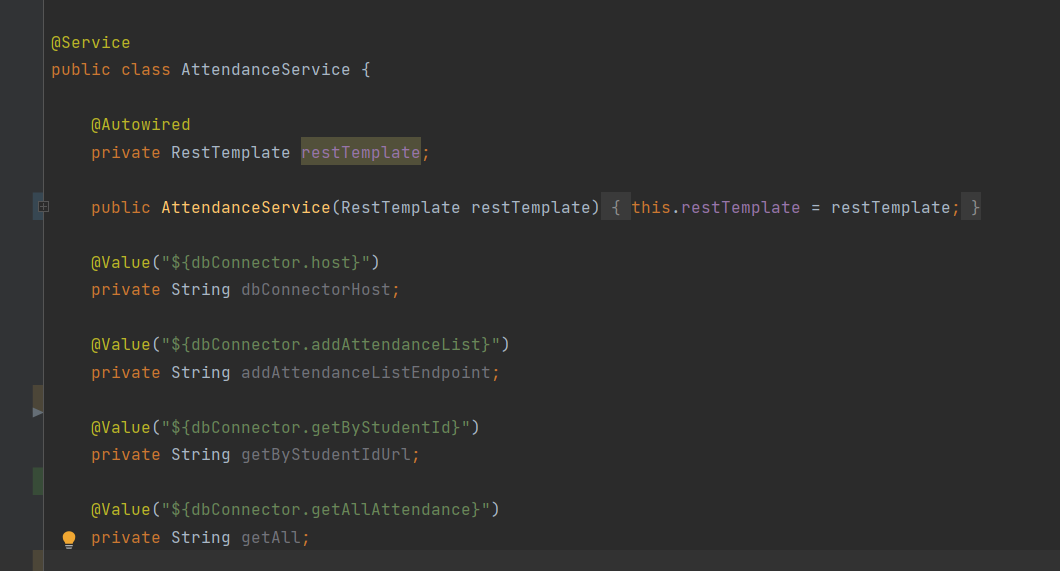 @Service
public class AttendanceService {
@Autowired
private RestTemplate restTemplate;
public AttendanceService(RestTemplate restTemplate) { this.restTemplate = restTemplate; }
@Value("${dbConnector.host}")
private String dbConnectorHost;
@Value("${dbConnector.addAttendanceList}")
private String addAttendanceListEndpoint;
@Value("${dbConnector.getByStudentId}")
private String getByStudentIdUrl;
@Value("${dbConnector.getAllAttendance}")
private String getAll;